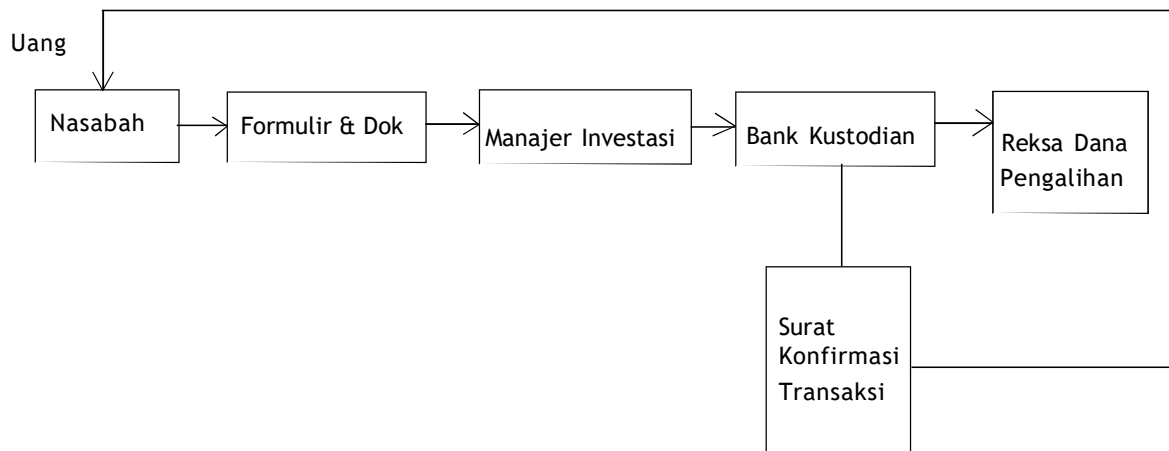 Uang
Nasabah
Formulir & Dok
Manajer Investasi
Bank Kustodian
Reksa Dana
Pengalihan
Surat
Konfirmasi
Transaksi